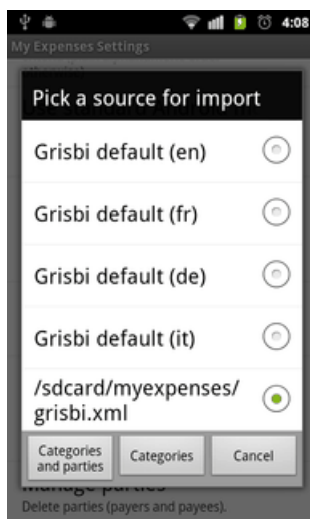 4:08
My Expenses Settings
Pick a source for import
Grisbi default (en)
Grisbi default (fr)
Grisbi default (de)
Grisbi default (it)
/sdcard/myexpenses/
grisbi.xml
Categories
and parties
Categories
Cancel
Manage parties
Delete parties (payers and payees).